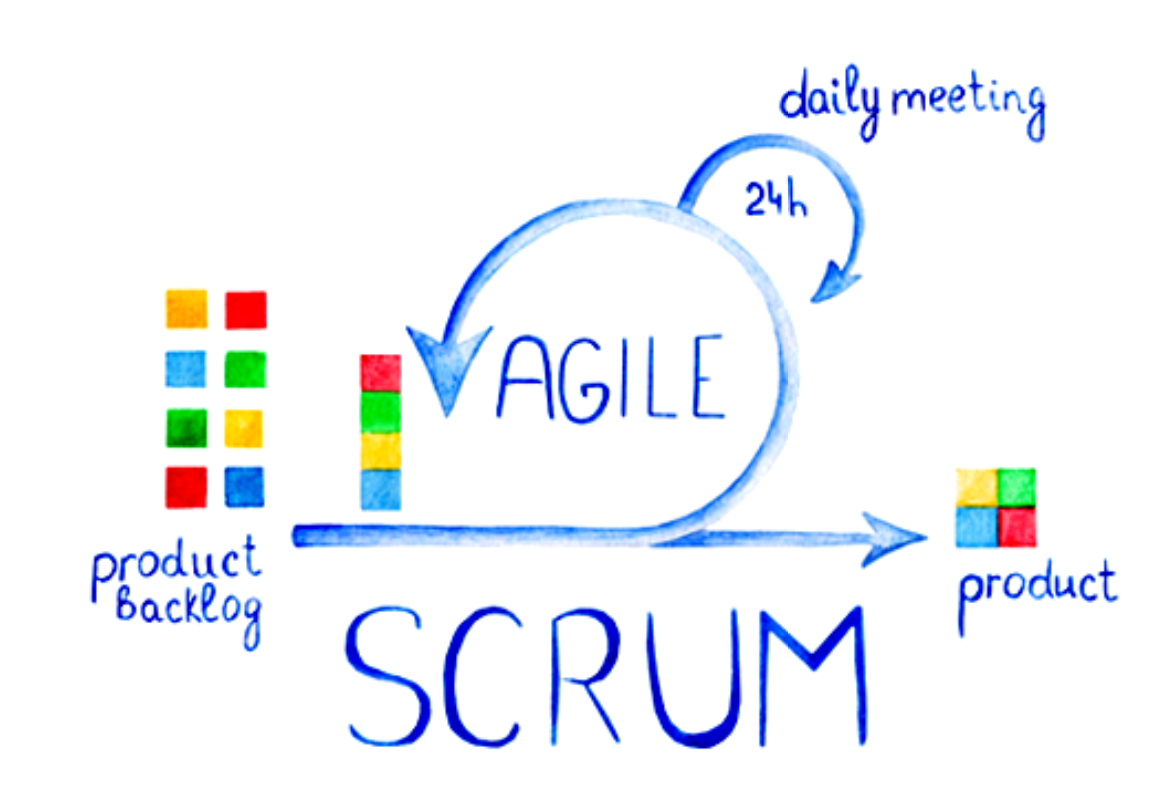 daily meeting
24h
AGILE
product
backlog
product
SCRUM